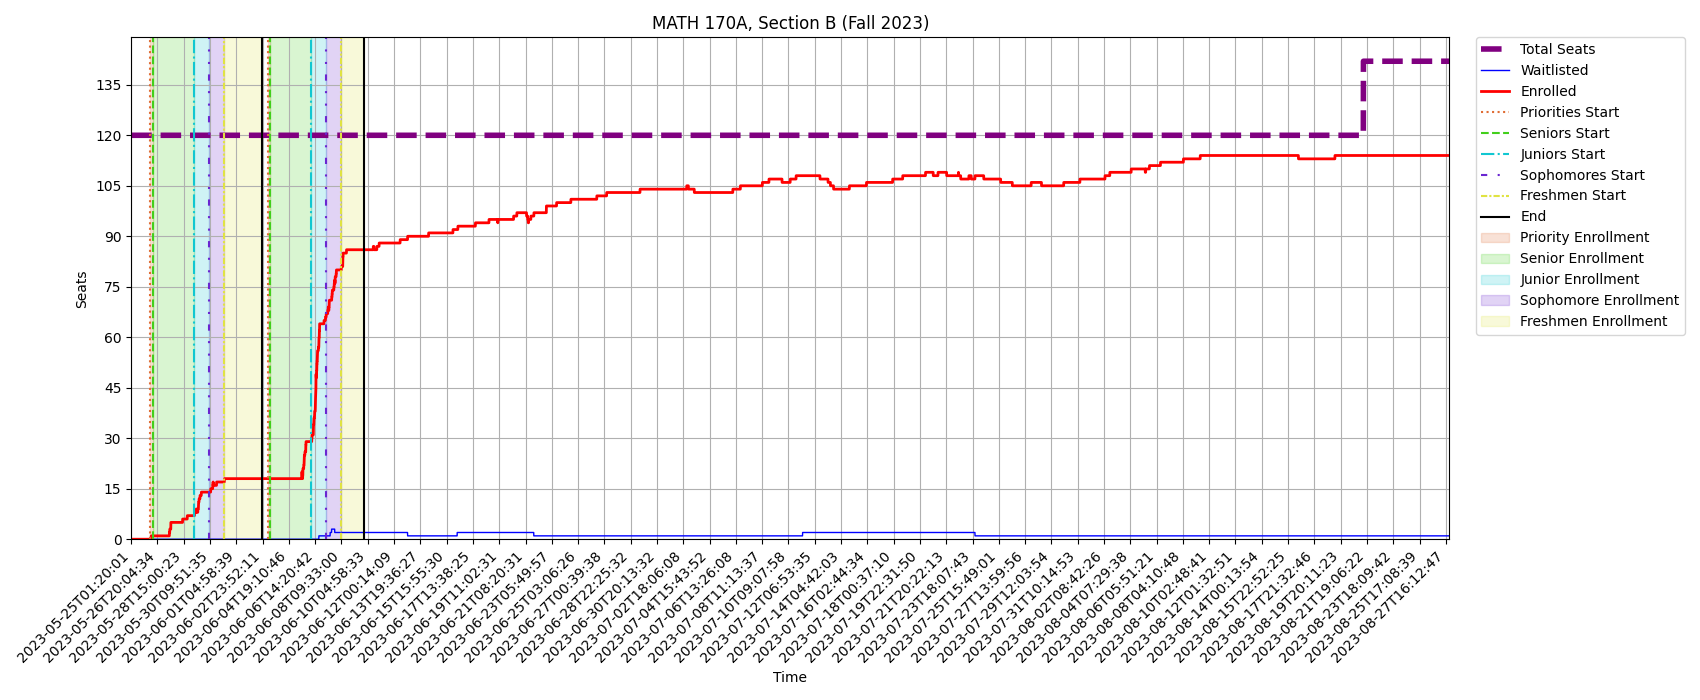 MATH 170A, Section B (Fall 2023)
Seats
135
120
105
90
75
60
45
30
15
0
2023-05-25T01:20:01
2023-05-26T20:04:34
2023-05-28T15:00:23
2023-05-30T09:51:35
2023-06-01T04:58:39
2023-06-02T23:52:11
2023-06-04T19:10:46
2023-06-06T14:20:42
2023-06-08T09:33:00
2023-06-10T04:58:33
2023-06-12T00:14:09
2023-06-13T19:36:27
2023-06-15T15:55:30
2023-06-17T13:38:25
2023-06-19T11:02:31
2023-06-21T08:20:31
2023-06-23T05:49:57
2023-06-25T03:06:26
2023-06-27T00:39:38
2023-06-28T22:25:32
2023-06-30T20:13:32
2023-07-02T18:06:08
2023-07-04T15:43:52
2023-07-06T13:26:08
2023-07-08T11:13:37
2023-07-10T09:07:58
2023-07-12T06:53:35
2023-07-14T04:42:03
2023-07-16T02:44:34
2023-07-18T00:37:10
2023-07-19T22:31:50
2023-07-21T20:22:13
2023-07-23T18:07:43
2023-07-25T15:49:01
2023-07-27T13:59:56
2023-07-29T12:03:54
2023-07-31T10:14:53
2023-08-02T08:42:26
2023-08-04T07:29:38
2023-08-06T05:51:21
2023-08-08T04:10:48
2023-08-10T02:48:41
2023-08-12T01:32:51
2023-08-14T00:13:54
2023-08-15T22:52:25
2023-08-17T21:32:46
2023-08-19T20:11:23
2023-08-21T19:06:22
2023-08-23T18:09:42
2023-08-25T17:08:39
2023-08-27T16:12:47
Time
Total Seats
Waitlisted
Enrolled
Priorities Start
Seniors Start
Juniors Start
Sophomores Start
Freshmen Start
End
Priority Enrollment
Senior Enrollment
Junior Enrollment
Sophomore Enrollment
Freshmen Enrollment